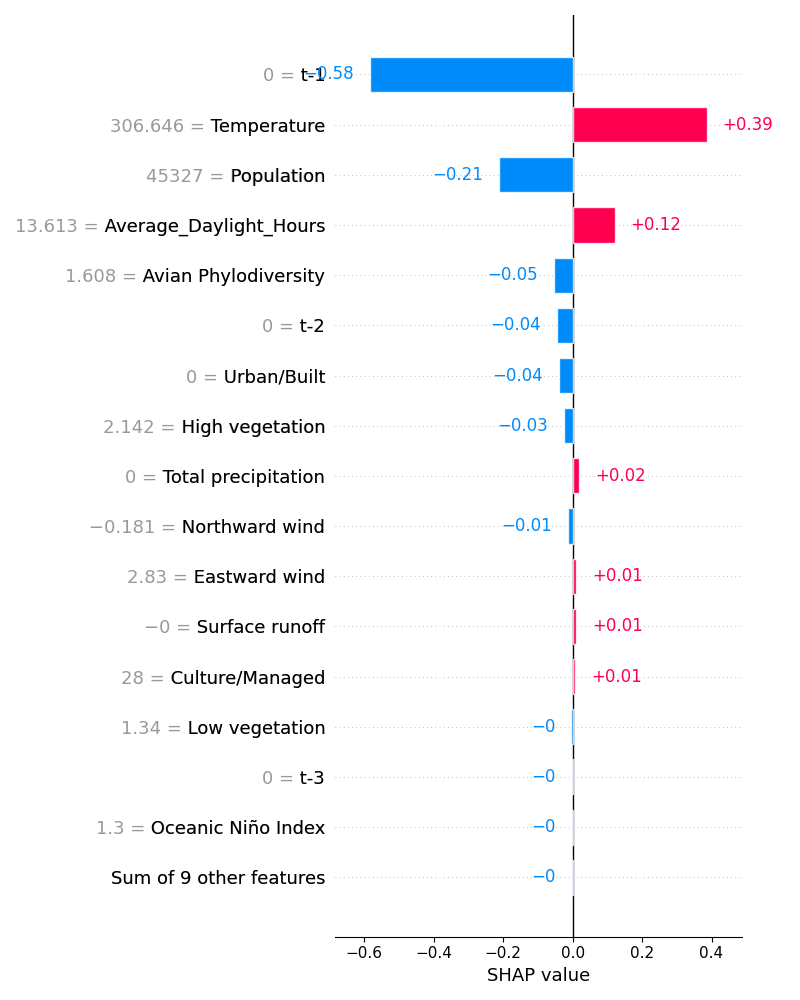 0 = t-1 −0.58
306.646 = Temperature +0.39
45327 = Population −0.21
13.613 = Average_Daylight_Hours +0.12
1.608 = Avian Phylodiversity −0.05
0 = t-2 −0.04
0 = Urban/Built −0.04
2.142 = High vegetation −0.03
0 = Total precipitation +0.02
−0.181 = Northward wind −0.01
2.83 = Eastward wind +0.01
−0 = Surface runoff +0.01
28 = Culture/Managed +0.01
1.34 = Low vegetation −0
0 = t-3 −0
1.3 = Oceanic Niño Index −0
Sum of 9 other features −0
−0.6 −0.4 −0.2 0.0 0.2 0.4
SHAP value